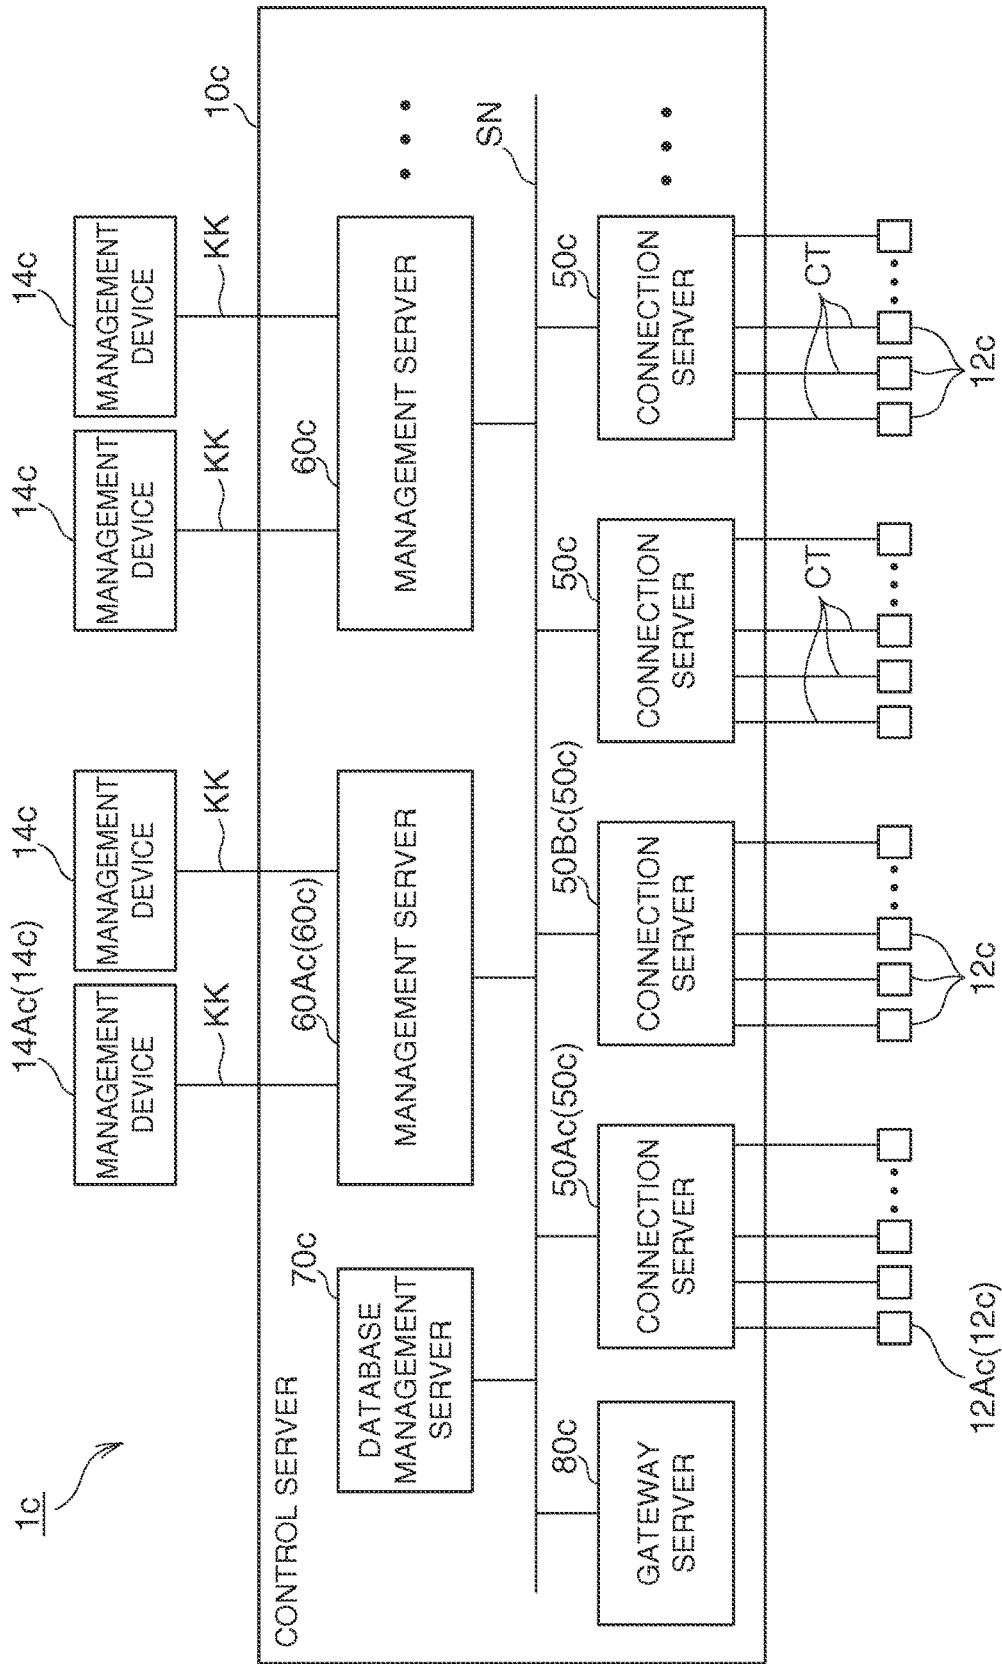 1c
14Ac(14c)
14c
14c
14c
MANAGEMENT
DEVICE
MANAGEMENT
DEVICE
MANAGEMENT
DEVICE
MANAGEMENT
DEVICE
KK
KK
KK
KK
10c
CONTROL SERVER
70c
60Ac(60c)
60c
DATABASE
MANAGEMENT
SERVER
MANAGEMENT SERVER
MANAGEMENT SERVER
SN
80c
50Ac(50c)
50Bc(50c)
50c
50c
GATEWAY
SERVER
CONNECTION
SERVER
CONNECTION
SERVER
CONNECTION
SERVER
CONNECTION
SERVER
CT
CT
12Ac(12c)
12c
12c